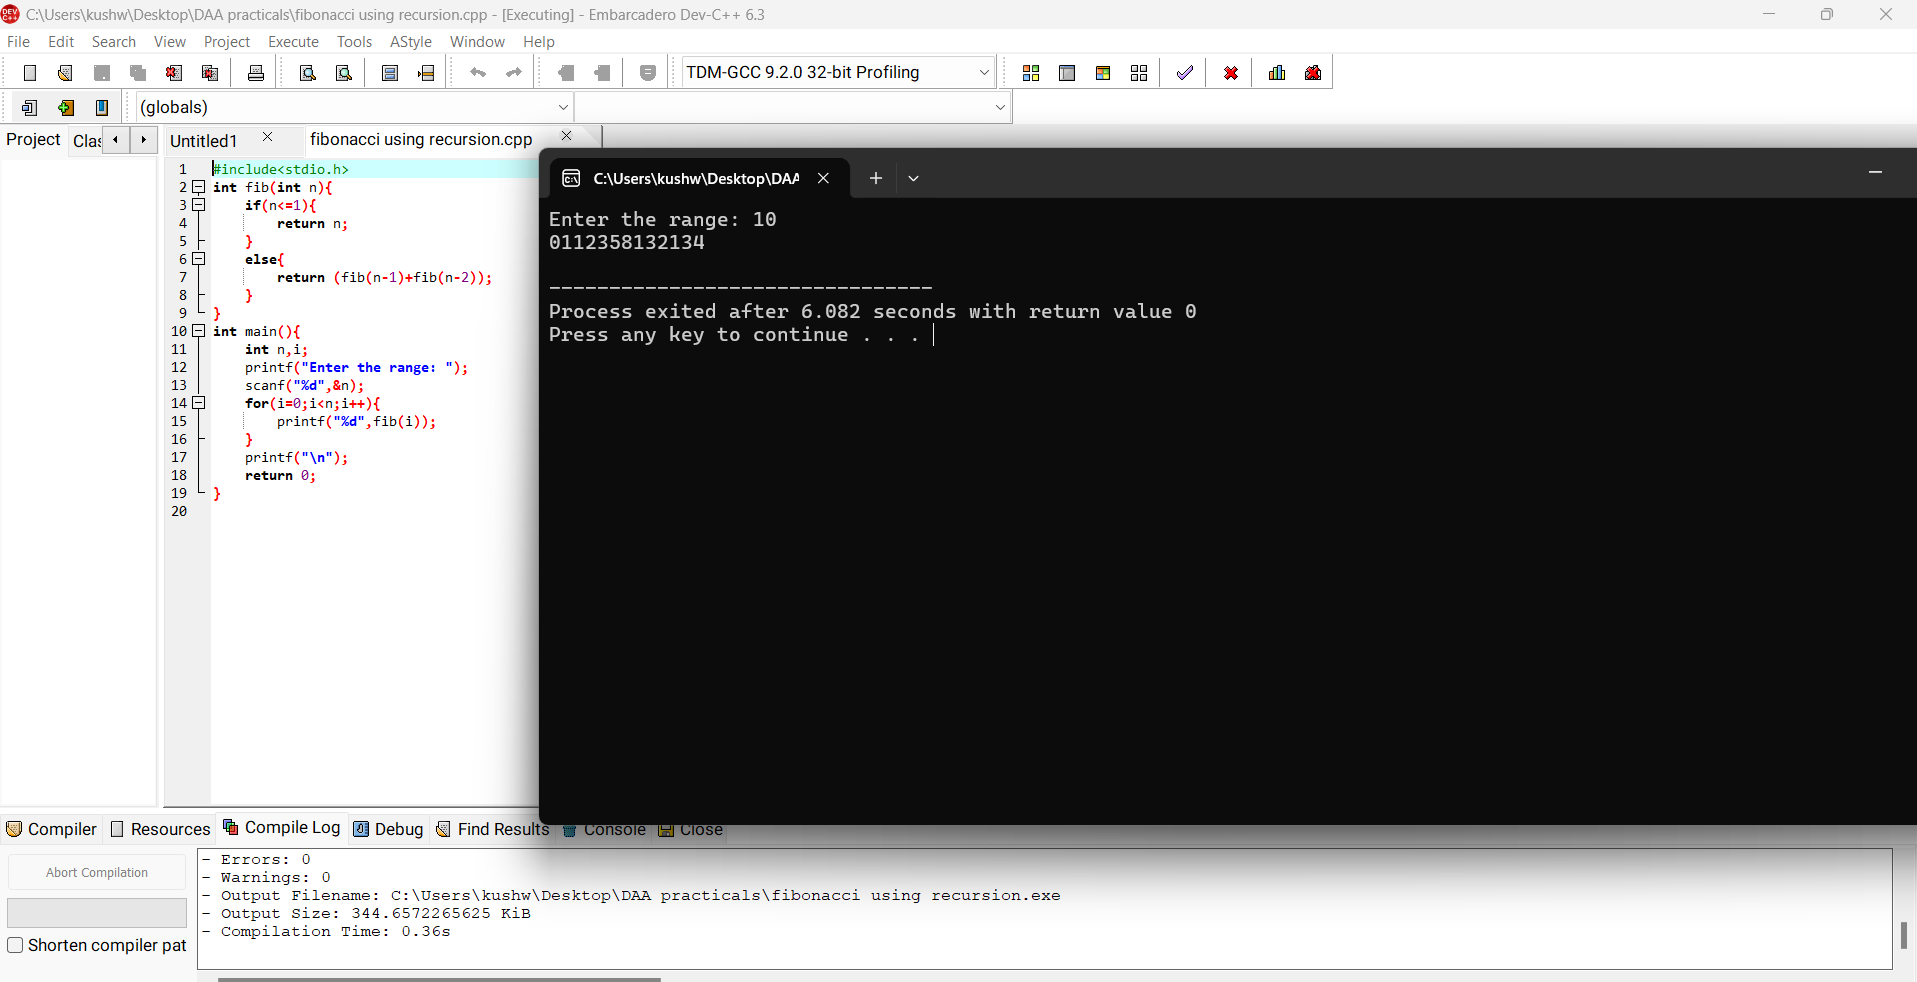 C:\Users\kushw\Desktop\DAA practicals\fibonacci using recursion.cpp - [Executing] - Embarcadero Dev-C++ 6.3
File Edit Search View Project Execute Tools AStyle Window Help
TDM-GCC 9.2.0 32-bit Profiling
(globals)
Project Clas Untitled1 fibonacci using recursion.cpp
1 #include<stdio.h>
2 int fib(int n){
3 if(n<=1){
4 return n;
5 }
6 else{
7 return (fib(n-1)+fib(n-2));
8 }
9 }
10 int main(){
11 int n,i;
12 printf("Enter the range: ");
13 scanf("%d",&n);
14 for(i=0;i<n;i++){
15 printf("%d",fib(i));
16 }
17 printf("\n");
18 return 0;
19 }
20
C:\Users\kushw\Desktop\DAA
Enter the range: 10
0112358132134
--------------------------------
Process exited after 6.082 seconds with return value 0
Press any key to continue . . .
Compiler Resources Compile Log Debug Find Results Console Close
Abort Compilation
Shorten compiler pat
- Errors: 0
- Warnings: 0
- Output Filename: C:\Users\kushw\Desktop\DAA practicals\fibonacci using recursion.exe
- Output Size: 344.6572265625 KiB
- Compilation Time: 0.36s